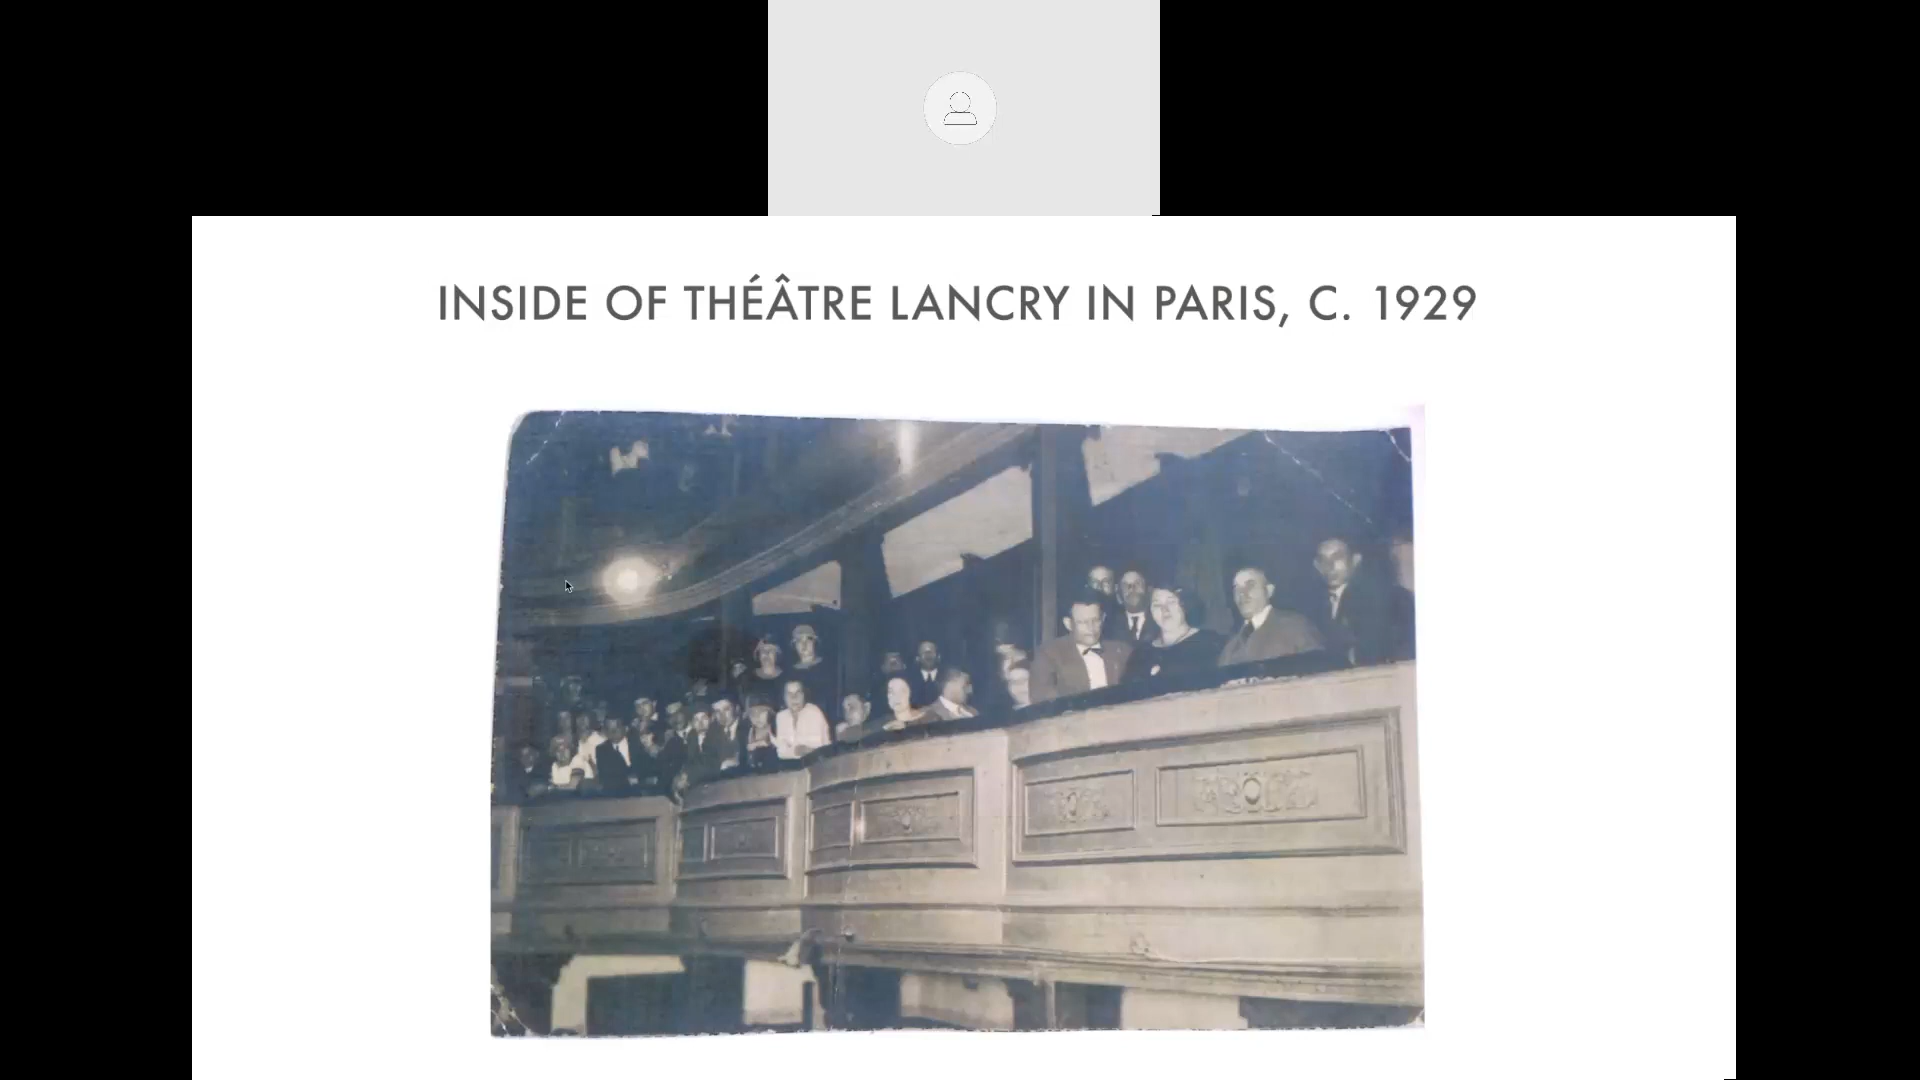 INSIDE OF THÉÂTRE LANCRY IN PARIS, C. 1929